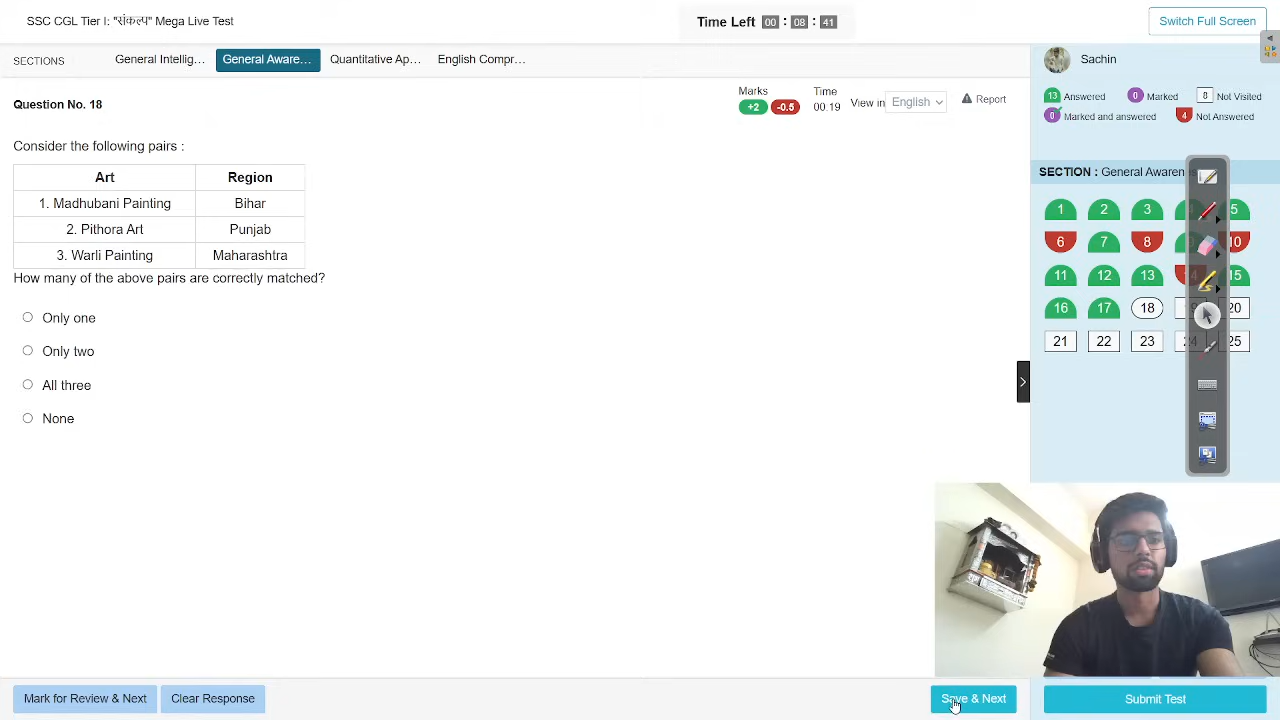 SSC CGL Tier I: "संकल्प" Mega Live Test
Time Left 00 : 08 : 41
Switch Full Screen
SECTIONS
General Intellig...
General Aware...
Quantitative Ap...
English Compr...
Sachin
Question No. 18
Marks
+2 -0.5
Time
00:19
View in English
Report
13 Answered
0 Marked
8 Not Visited
0 Marked and answered
4 Not Answered
Consider the following pairs :
Art Region
1. Madhubani Painting Bihar
2. Pithora Art Punjab
3. Warli Painting Maharashtra
How many of the above pairs are correctly matched?
Only one
Only two
All three
None
SECTION : General Awaren
1 2 3 5
6 7 8 10
11 12 13 14 15
16 17 18 19 20
21 22 23 24 25
Mark for Review & Next
Clear Response
Save & Next
Submit Test